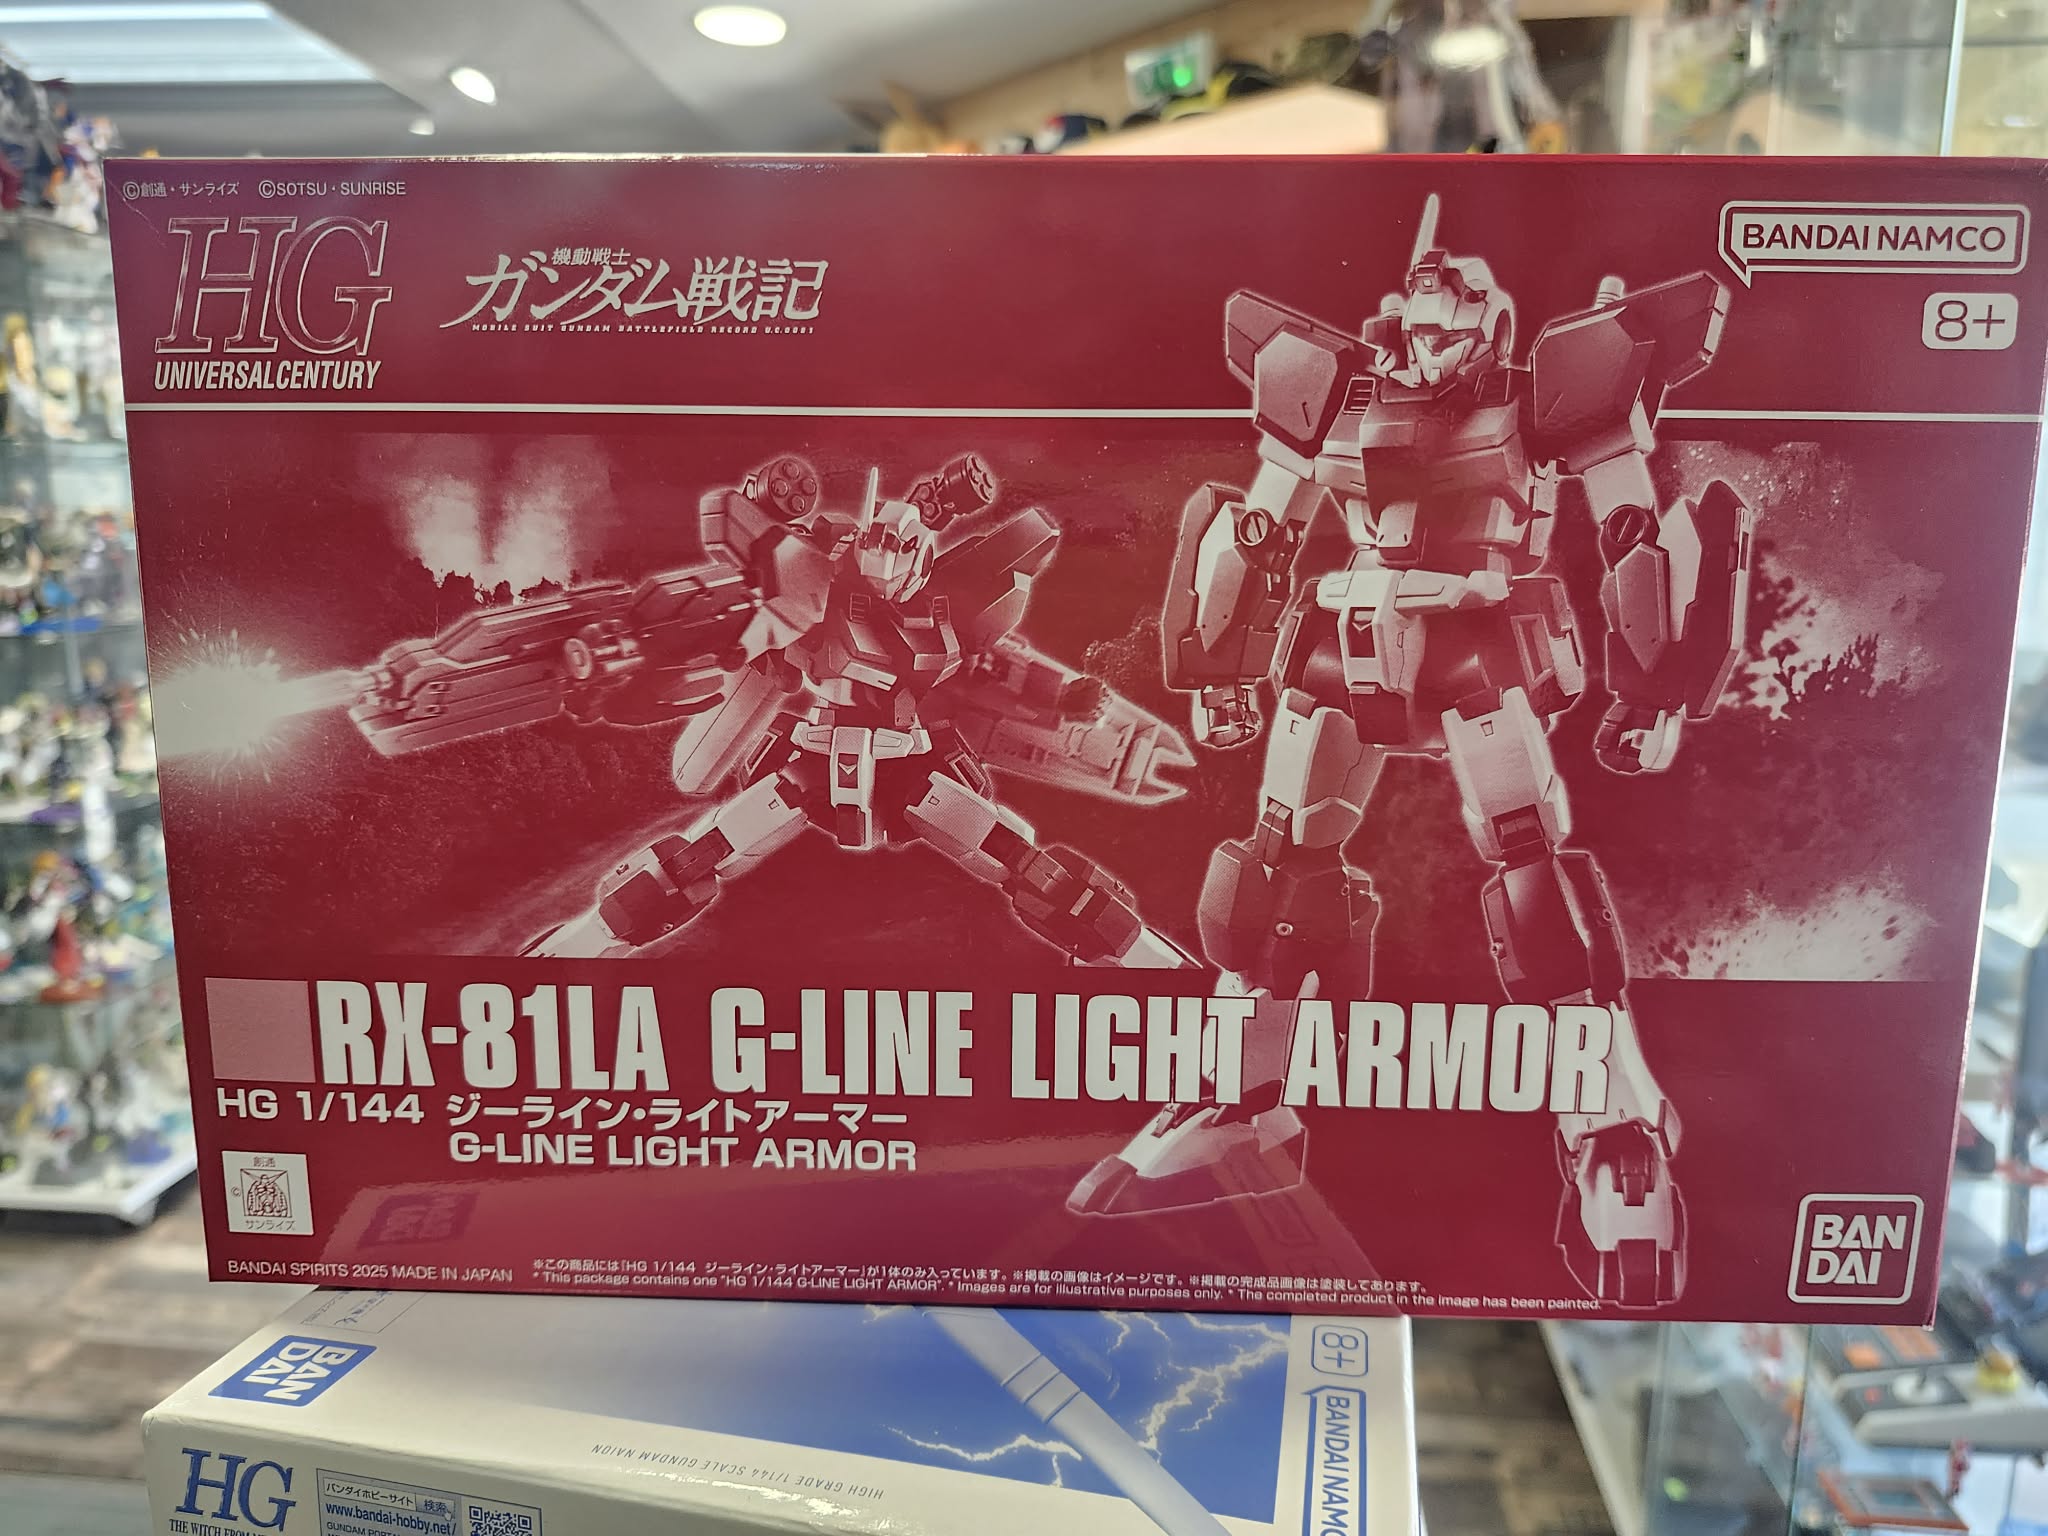 ©創通・サンライズ ©SOTSU・SUNRISE
HG
UNIVERSAL CENTURY
機動戦士
ガンダム戦記
MOBILE SUIT GUNDAM BATTLEFIELD RECORD U.C.0081
BANDAI NAMCO
8+
RX-81LA G-LINE LIGHT ARMOR
HG 1/144 ジーライン・ライトアーマー
G-LINE LIGHT ARMOR
創通
©
サンライズ
BANDAI SPIRITS 2025 MADE IN JAPAN
※この商品には「HG 1/144 ジーライン・ライトアーマー」が1体のみ入っています。※掲載の画像はイメージです。※掲載の完成品画像は塗装してあります。
* This package contains one "HG 1/144 G-LINE LIGHT ARMOR". * Images are for illustrative purposes only. * The completed product in the image has been painted.
BAN
DAI
BAN
DAI
8+
BANDAI NAMC
HIGH GRADE 1/144 SCALE GUNDAM
HG
THE WITCH FROM
バンダイホビーサイト 検索
www.bandai-hobby.net/